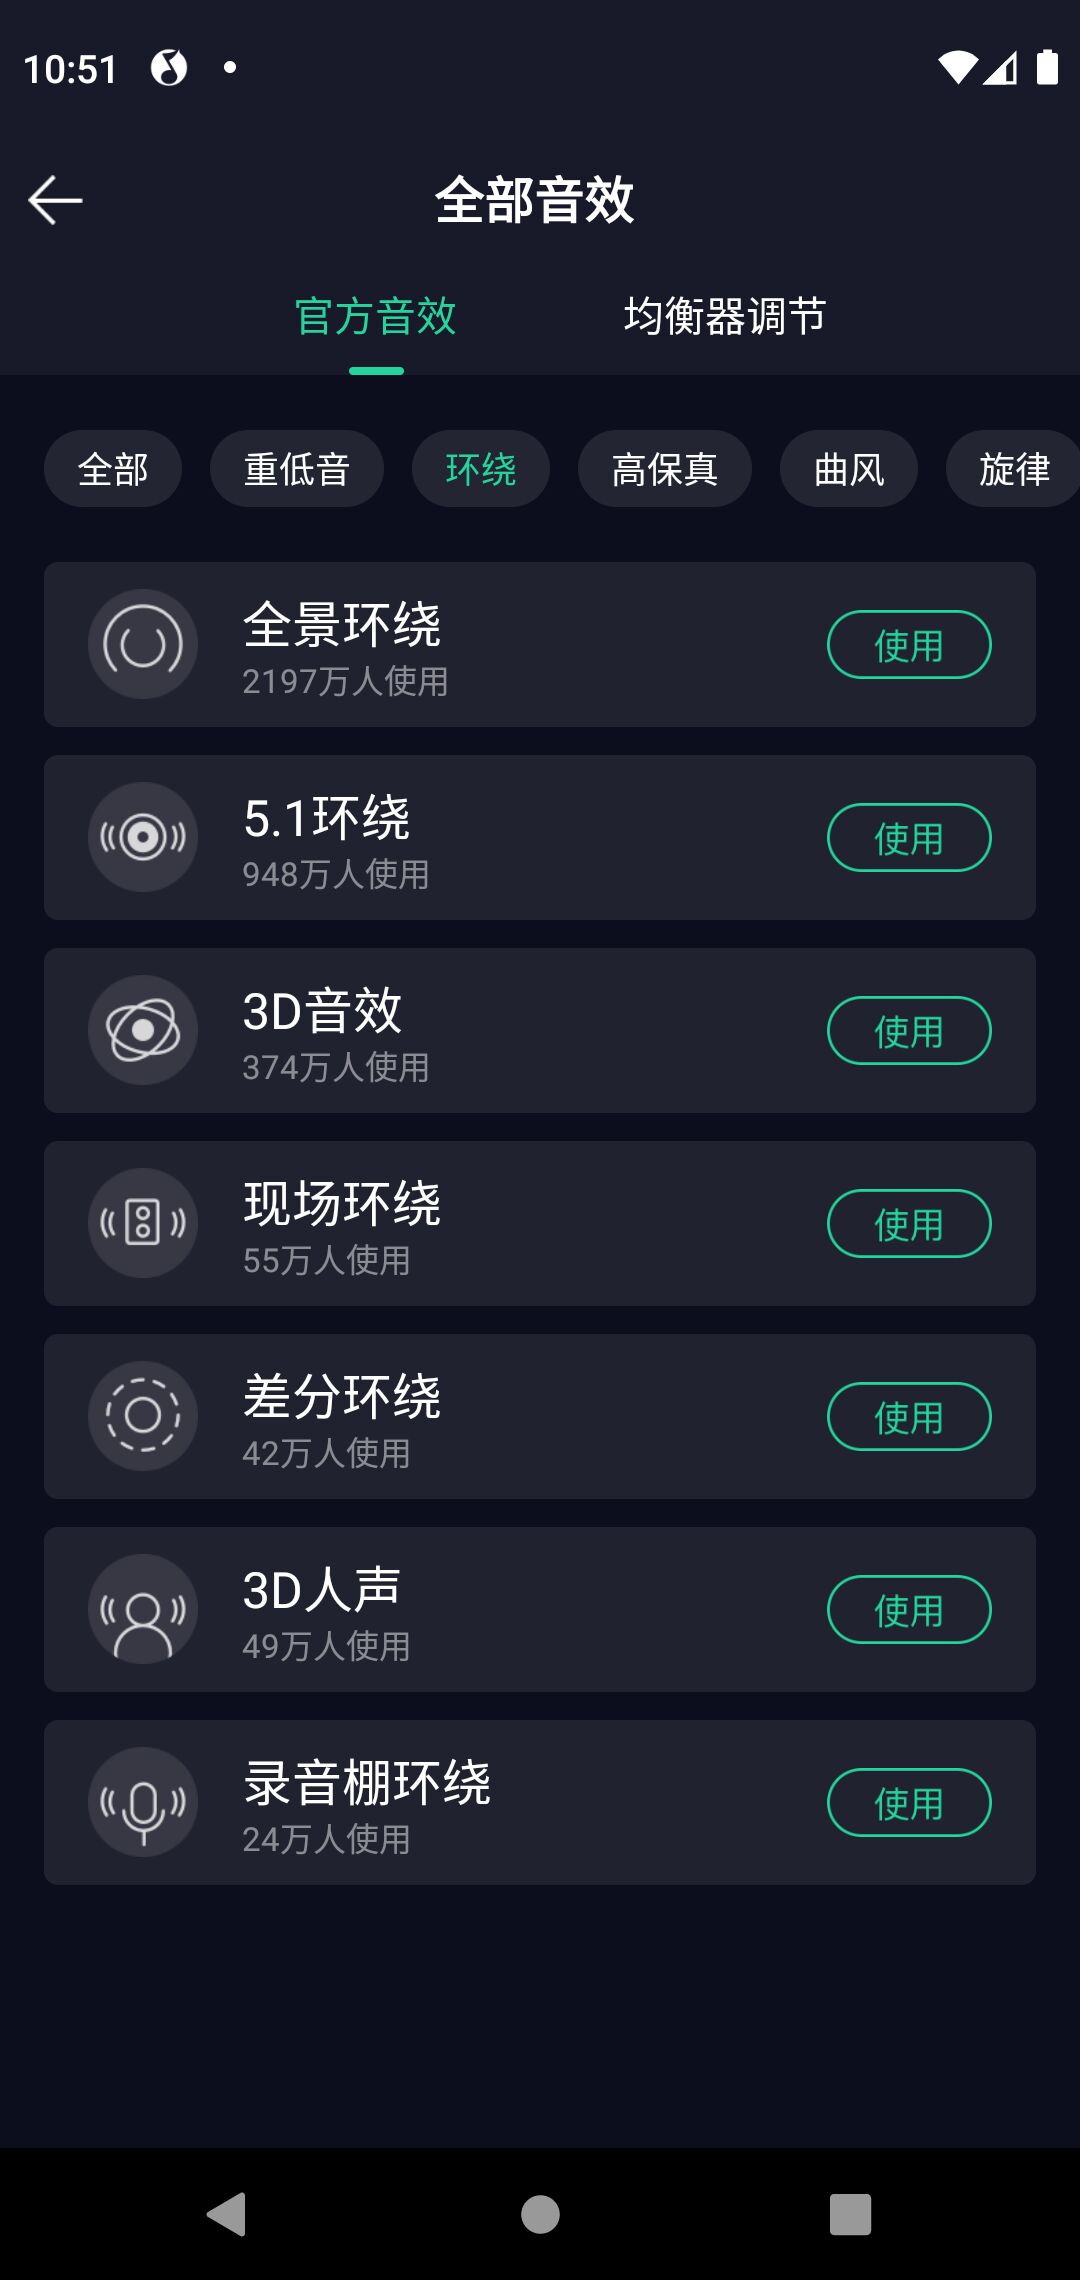 10:51
全部音效
官方音效 均衡器调节
全部 重低音 环绕 高保真 曲风 旋律
全景环绕
2197万人使用
使用
5.1环绕
948万人使用
使用
3D音效
374万人使用
使用
现场环绕
55万人使用
使用
差分环绕
42万人使用
使用
3D人声
49万人使用
使用
录音棚环绕
24万人使用
使用